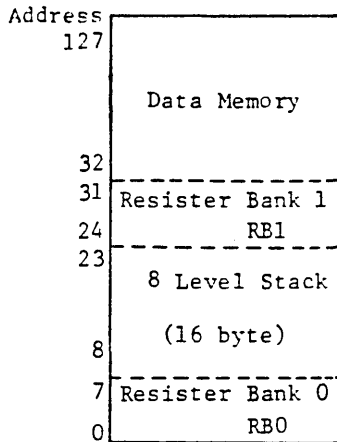 Address
127
Data Memory
32
31
Resister Bank 1
24
RB1
23
8 Level Stack
(16 byte)
8
7
Resister Bank 0
0
RB0